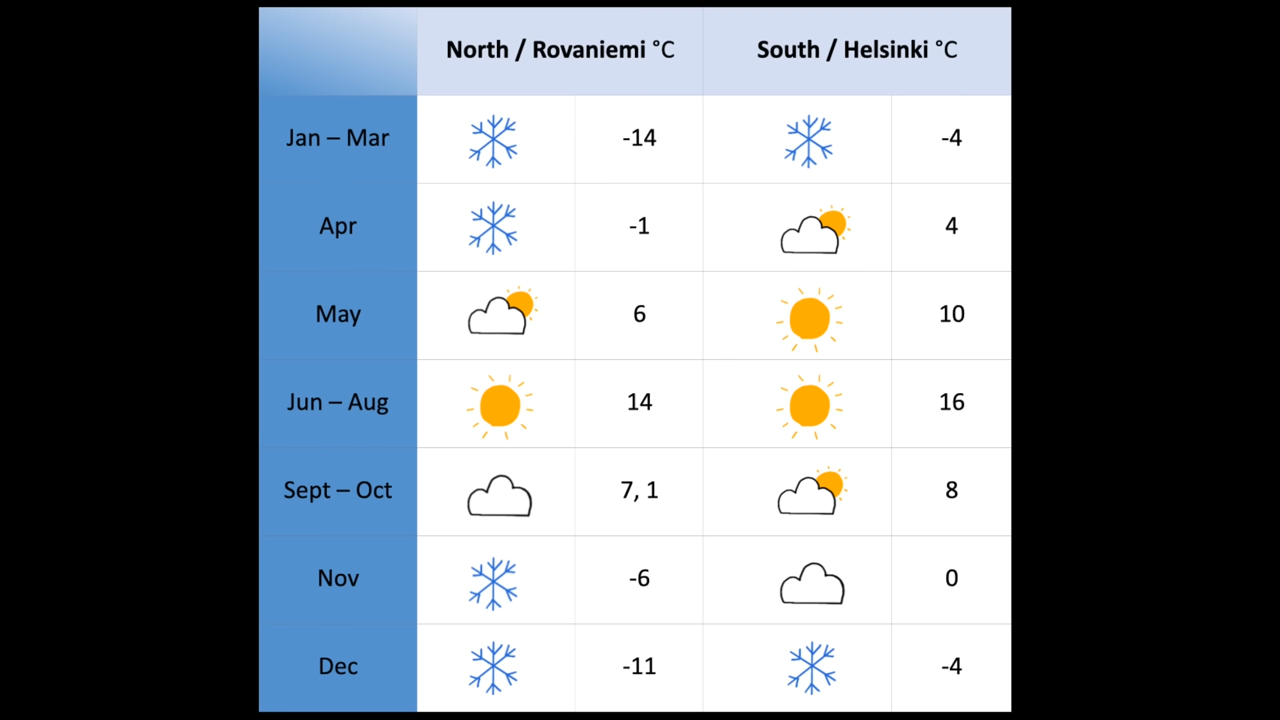 North / Rovaniemi °C South / Helsinki °C
Jan – Mar -14 -4
Apr -1 4
May 6 10
Jun – Aug 14 16
Sept – Oct 7, 1 8
Nov -6 0
Dec -11 -4